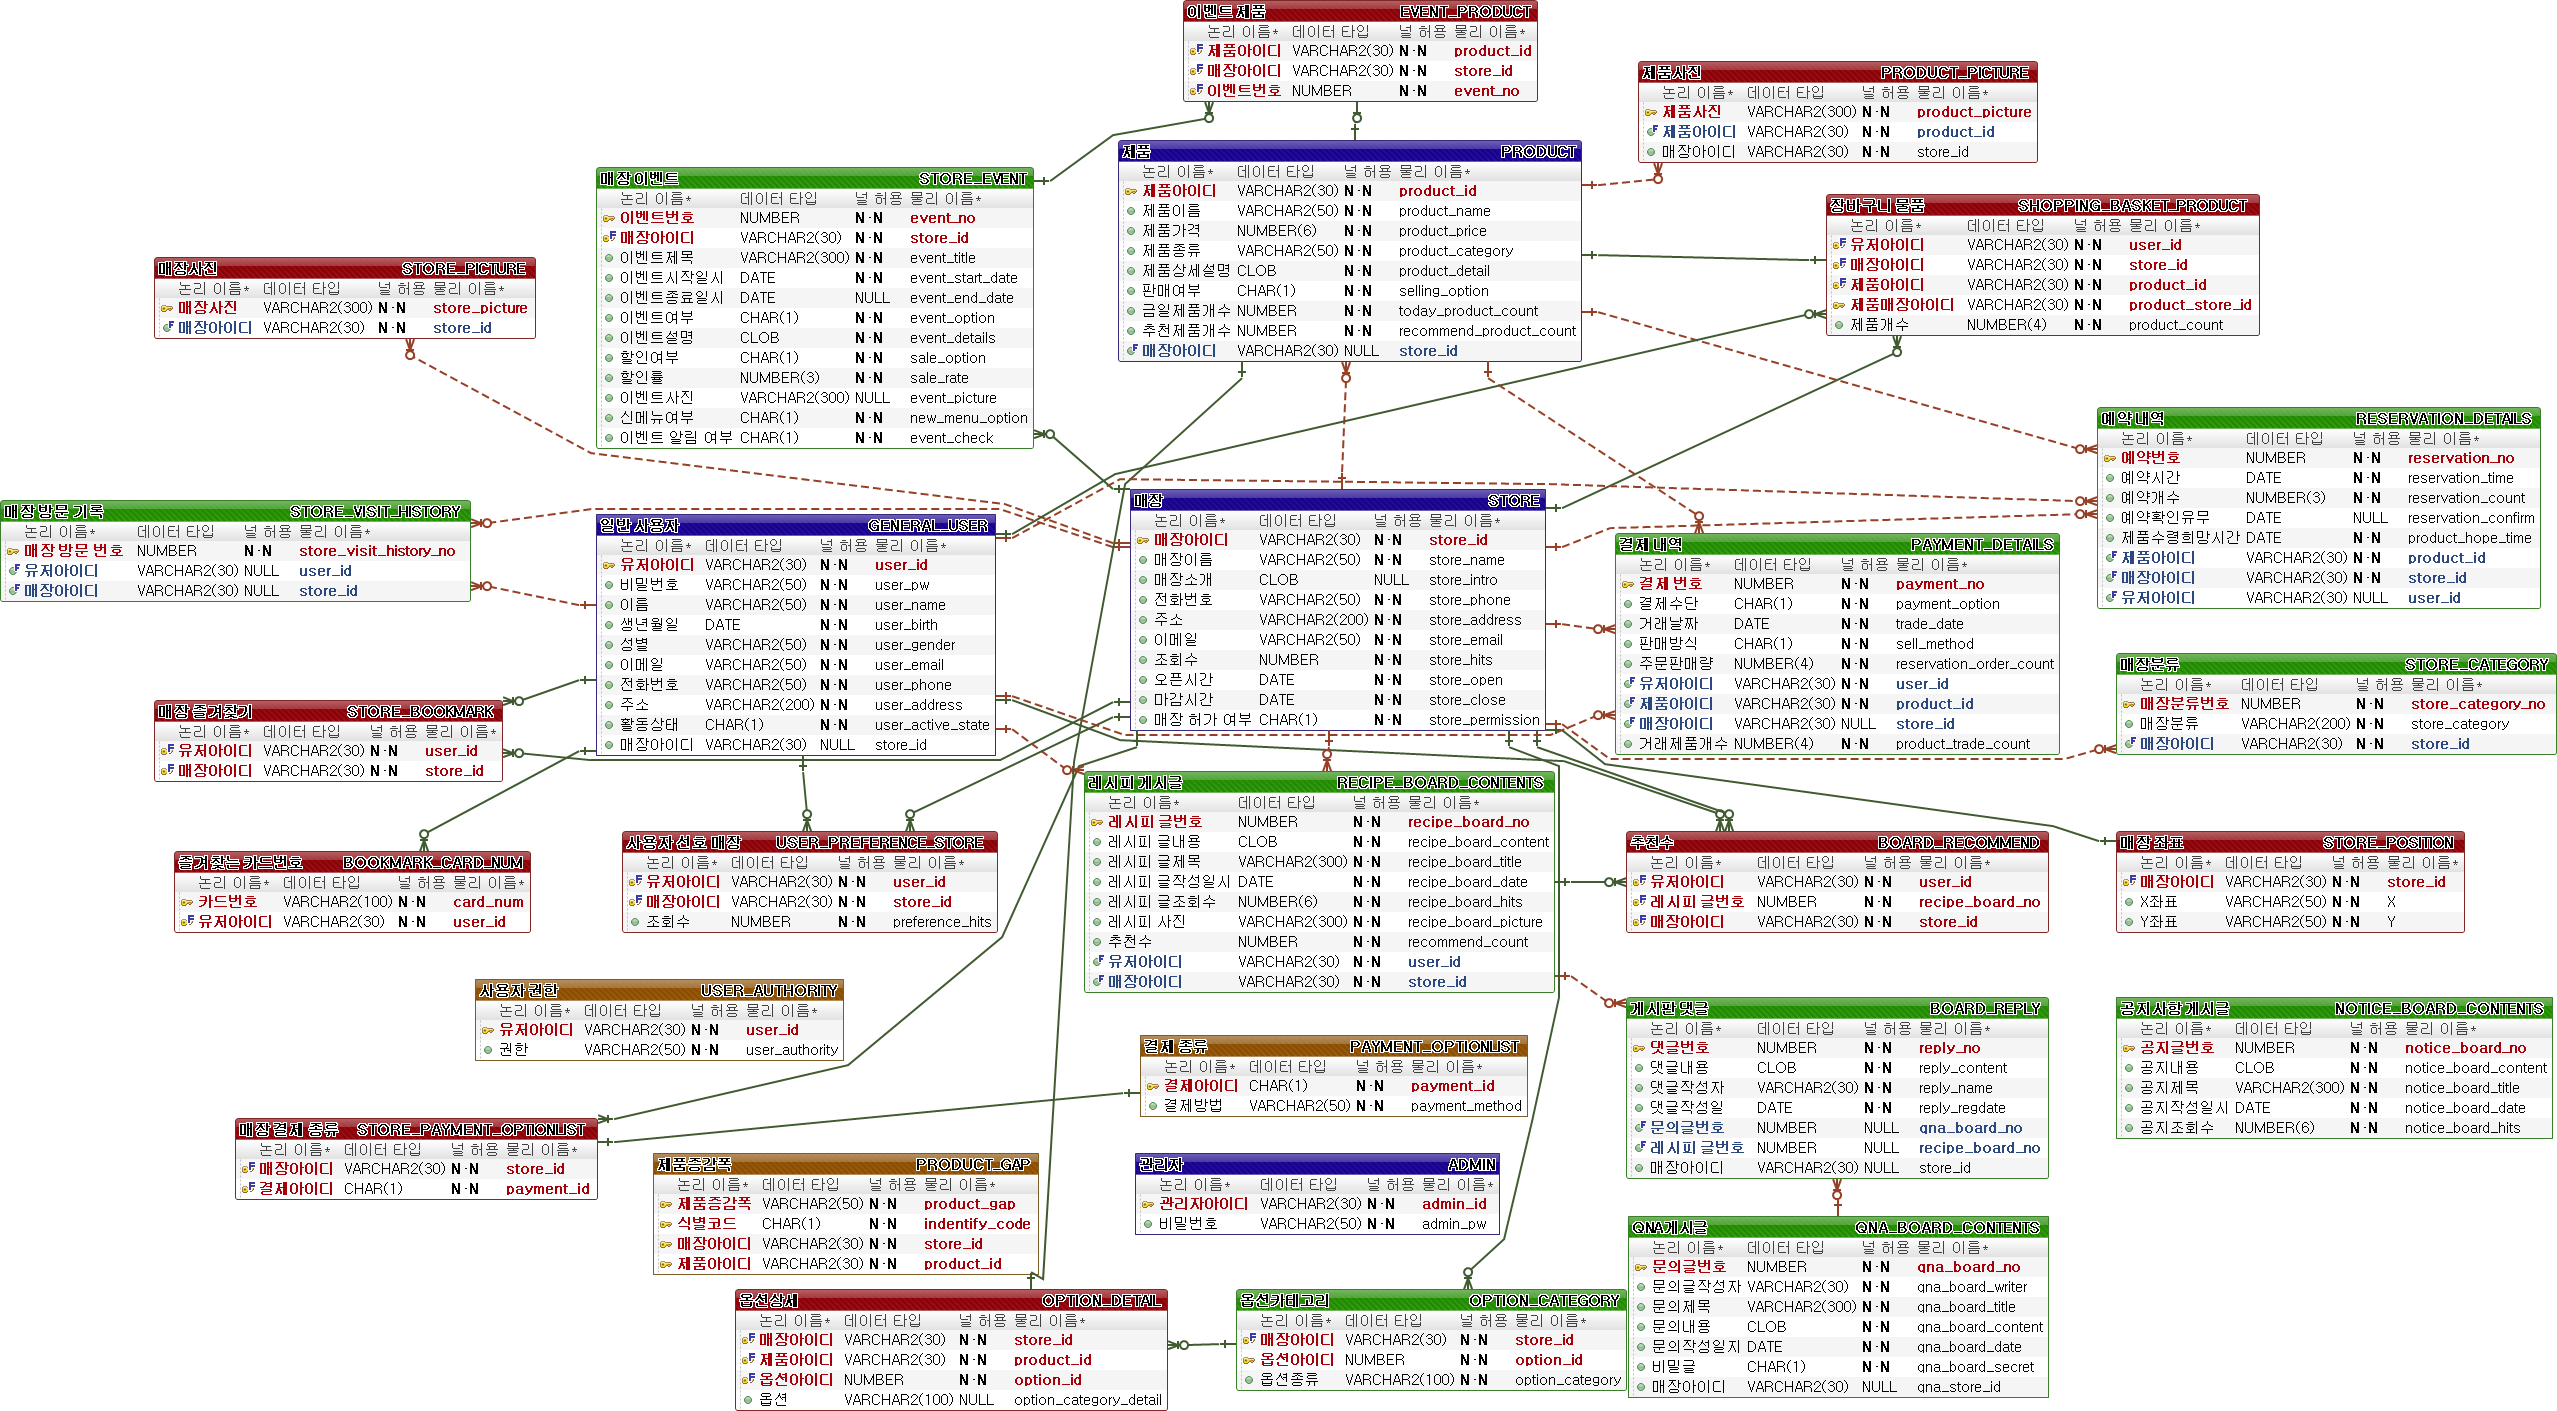 이벤트 제품 EVENT_PRODUCT
논리 이름* 데이터 타입 널 허용 물리 이름*
제품아이디 VARCHAR2(30) N-N product_id
매장아이디 VARCHAR2(30) N-N store_id
이벤트번호 NUMBER N-N event_no
제품사진 PRODUCT_PICTURE
논리 이름* 데이터 타입 널 허용 물리 이름*
제품사진 VARCHAR2(300) N-N product_picture
제품아이디 VARCHAR2(30) N-N product_id
매장아이디 VARCHAR2(30) N-N store_id
제품 PRODUCT
논리 이름* 데이터 타입 널 허용 물리 이름*
제품아이디 VARCHAR2(30) N-N product_id
제품이름 VARCHAR2(50) N-N product_name
제품가격 NUMBER(6) N-N product_price
제품종류 VARCHAR2(50) N-N product_category
제품상세설명 CLOB N-N product_detail
판매여부 CHAR(1) N-N selling_option
금일제품개수 NUMBER N-N today_product_count
추천제품개수 NUMBER N-N recommend_product_count
매장아이디 VARCHAR2(30) NULL store_id
매장 이벤트 STORE_EVENT
논리 이름* 데이터 타입 널 허용 물리 이름*
이벤트번호 NUMBER N-N event_no
매장아이디 VARCHAR2(30) N-N store_id
이벤트제목 VARCHAR2(300) N-N event_title
이벤트시작일시 DATE N-N event_start_date
이벤트종료일시 DATE NULL event_end_date
이벤트여부 CHAR(1) N-N event_option
이벤트설명 CLOB N-N event_details
할인여부 CHAR(1) N-N sale_option
할인률 NUMBER(3) N-N sale_rate
이벤트사진 VARCHAR2(300) NULL event_picture
신메뉴여부 CHAR(1) N-N new_menu_option
이벤트 알림 여부 CHAR(1) N-N event_check
장바구니 물품 SHOPPING_BASKET_PRODUCT
논리 이름* 데이터 타입 널 허용 물리 이름*
유저아이디 VARCHAR2(30) N-N user_id
매장아이디 VARCHAR2(30) N-N store_id
제품아이디 VARCHAR2(30) N-N product_id
제품매장아이디 VARCHAR2(30) N-N product_store_id
제품개수 NUMBER(4) N-N product_count
매장사진 STORE_PICTURE
논리 이름* 데이터 타입 널 허용 물리 이름*
매장사진 VARCHAR2(300) N-N store_picture
매장아이디 VARCHAR2(30) N-N store_id
예약 내역 RESERVATION_DETAILS
논리 이름* 데이터 타입 널 허용 물리 이름*
예약번호 NUMBER N-N reservation_no
예약시간 DATE N-N reservation_time
예약개수 NUMBER(3) N-N reservation_count
예약확인유무 DATE NULL reservation_confirm
제품수령희망시간 DATE N-N product_hope_time
제품아이디 VARCHAR2(30) N-N product_id
매장아이디 VARCHAR2(30) N-N store_id
유저아이디 VARCHAR2(30) NULL user_id
매장 방문 기록 STORE_VISIT_HISTORY
논리 이름* 데이터 타입 널 허용 물리 이름*
매장 방문 번호 NUMBER N-N store_visit_history_no
유저아이디 VARCHAR2(30) NULL user_id
매장아이디 VARCHAR2(30) NULL store_id
일반 사용자 GENERAL_USER
논리 이름* 데이터 타입 널 허용 물리 이름*
유저아이디 VARCHAR2(30) N-N user_id
비밀번호 VARCHAR2(50) N-N user_pw
이름 VARCHAR2(50) N-N user_name
생년월일 DATE N-N user_birth
성별 VARCHAR2(50) N-N user_gender
이메일 VARCHAR2(50) N-N user_email
전화번호 VARCHAR2(50) N-N user_phone
주소 VARCHAR2(200) N-N user_address
활동상태 CHAR(1) N-N user_active_state
매장아이디 VARCHAR2(30) NULL store_id
매장 STORE
논리 이름* 데이터 타입 널 허용 물리 이름*
매장아이디 VARCHAR2(30) N-N store_id
매장이름 VARCHAR2(50) N-N store_name
매장소개 CLOB NULL store_intro
전화번호 VARCHAR2(50) N-N store_phone
주소 VARCHAR2(200) N-N store_address
이메일 VARCHAR2(50) N-N store_email
조회수 NUMBER N-N store_hits
오픈시간 DATE N-N store_open
마감시간 DATE N-N store_close
매장 허가 여부 CHAR(1) N-N store_permission
결제 내역 PAYMENT_DETAILS
논리 이름* 데이터 타입 널 허용 물리 이름*
결제 번호 NUMBER N-N payment_no
결제수단 CHAR(1) N-N payment_option
거래날짜 DATE N-N trade_date
판매방식 CHAR(1) N-N sell_method
주문판매량 NUMBER(4) N-N reservation_order_count
유저아이디 VARCHAR2(30) N-N user_id
제품아이디 VARCHAR2(30) N-N product_id
매장아이디 VARCHAR2(30) NULL store_id
거래제품개수 NUMBER(4) N-N product_trade_count
매장분류 STORE_CATEGORY
논리 이름* 데이터 타입 널 허용 물리 이름*
매장분류번호 NUMBER N-N store_category_no
매장분류 VARCHAR2(200) N-N store_category
매장아이디 VARCHAR2(30) N-N store_id
매장 즐겨찾기 STORE_BOOKMARK
논리 이름* 데이터 타입 널 허용 물리 이름*
유저아이디 VARCHAR2(30) N-N user_id
매장아이디 VARCHAR2(30) N-N store_id
즐겨찾는 카드번호 BOOKMARK_CARD_NUM
논리 이름* 데이터 타입 널 허용 물리 이름*
카드번호 VARCHAR2(100) N-N card_num
유저아이디 VARCHAR2(30) N-N user_id
사용자 선호 매장 USER_PREFERENCE_STORE
논리 이름* 데이터 타입 널 허용 물리 이름*
유저아이디 VARCHAR2(30) N-N user_id
매장아이디 VARCHAR2(30) N-N store_id
조회수 NUMBER N-N preference_hits
레시피 게시글 RECIPE_BOARD_CONTENTS
논리 이름* 데이터 타입 널 허용 물리 이름*
레시피 글번호 NUMBER N-N recipe_board_no
레시피 글내용 CLOB N-N recipe_board_content
레시피 글제목 VARCHAR2(300) N-N recipe_board_title
레시피 글작성일시 DATE N-N recipe_board_date
레시피 글조회수 NUMBER(6) N-N recipe_board_hits
레시피 사진 VARCHAR2(300) N-N recipe_board_picture
추천수 NUMBER N-N recommend_count
유저아이디 VARCHAR2(30) N-N user_id
매장아이디 VARCHAR2(30) N-N store_id
추천수 BOARD_RECOMMEND
논리 이름* 데이터 타입 널 허용 물리 이름*
유저아이디 VARCHAR2(30) N-N user_id
레시피 글번호 NUMBER N-N recipe_board_no
매장아이디 VARCHAR2(30) N-N store_id
매장 좌표 STORE_POSITION
논리 이름* 데이터 타입 널 허용 물리 이름*
매장아이디 VARCHAR2(30) N-N store_id
X좌표 VARCHAR2(50) N-N X
Y좌표 VARCHAR2(50) N-N Y
사용자 권한 USER_AUTHORITY
논리 이름* 데이터 타입 널 허용 물리 이름*
유저아이디 VARCHAR2(30) N-N user_id
권한 VARCHAR2(50) N-N user_authority
게시판 댓글 BOARD_REPLY
논리 이름* 데이터 타입 널 허용 물리 이름*
댓글번호 NUMBER N-N reply_no
댓글내용 CLOB N-N reply_content
댓글작성자 VARCHAR2(30) N-N reply_name
댓글작성일 DATE N-N reply_regdate
문의글번호 NUMBER NULL qna_board_no
레시피 글번호 NUMBER NULL recipe_board_no
매장아이디 VARCHAR2(30) NULL store_id
공지사항 게시글 NOTICE_BOARD_CONTENTS
논리 이름* 데이터 타입 널 허용 물리 이름*
공지글번호 NUMBER N-N notice_board_no
공지내용 CLOB N-N notice_board_content
공지제목 VARCHAR2(300) N-N notice_board_title
공지작성일시 DATE N-N notice_board_date
공지조회수 NUMBER(6) N-N notice_board_hits
결제 종류 PAYMENT_OPTIONLIST
논리 이름* 데이터 타입 널 허용 물리 이름*
결제아이디 CHAR(1) N-N payment_id
결제방법 VARCHAR2(50) N-N payment_method
매장 결제 종류 STORE_PAYMENT_OPTIONLIST
논리 이름* 데이터 타입 널 허용 물리 이름*
매장아이디 VARCHAR2(30) N-N store_id
결제아이디 CHAR(1) N-N payment_id
제품증감폭 PRODUCT_GAP
논리 이름* 데이터 타입 널 허용 물리 이름*
제품증감폭 VARCHAR2(50) N-N product_gap
식별코드 CHAR(1) N-N indentify_code
매장아이디 VARCHAR2(30) N-N store_id
제품아이디 VARCHAR2(30) N-N product_id
관리자 ADMIN
논리 이름* 데이터 타입 널 허용 물리 이름*
관리자아이디 VARCHAR2(30) N-N admin_id
비밀번호 VARCHAR2(50) N-N admin_pw
QNA게시글 QNA_BOARD_CONTENTS
논리 이름* 데이터 타입 널 허용 물리 이름*
문의글번호 NUMBER N-N qna_board_no
문의글작성자 VARCHAR2(30) N-N qna_board_writer
문의제목 VARCHAR2(300) N-N qna_board_title
문의내용 CLOB N-N qna_board_content
문의작성일지 DATE N-N qna_board_date
비밀글 CHAR(1) N-N qna_board_secret
매장아이디 VARCHAR2(30) NULL qna_store_id
옵션상세 OPTION_DETAIL
논리 이름* 데이터 타입 널 허용 물리 이름*
매장아이디 VARCHAR2(30) N-N store_id
제품아이디 VARCHAR2(30) N-N product_id
옵션아이디 NUMBER N-N option_id
옵션 VARCHAR2(100) NULL option_category_detail
옵션카테고리 OPTION_CATEGORY
논리 이름* 데이터 타입 널 허용 물리 이름*
매장아이디 VARCHAR2(30) N-N store_id
옵션아이디 NUMBER N-N option_id
옵션종류 VARCHAR2(100) N-N option_category